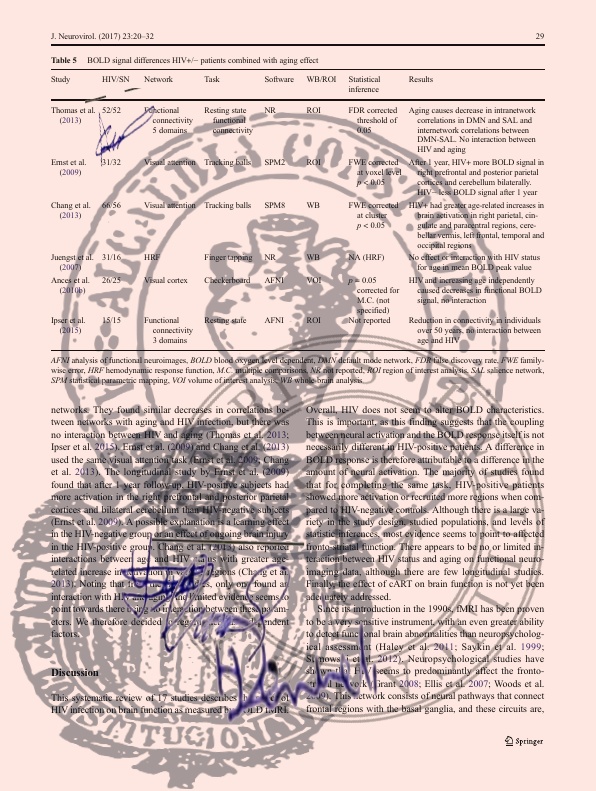 J. Neurovirol. (2017) 23:20–32
29
Table 5 BOLD signal differences HIV+/− patients combined with aging effect
Study HIV/SN Network Task Software WB/ROI Statistical inference Results
Thomas et al. (2013) 52/52 Functional connectivity 5 domains Resting state functional connectivity NR ROI FDR corrected threshold of 0.05 Aging causes decrease in intranetwork correlations in DMN and SAL and internetwork correlations between DMN-SAL. No interaction between HIV and aging
Ernst et al. (2009) 31/32 Visual attention Tracking balls SPM2 ROI FWE corrected at voxel level p < 0.05 After 1 year, HIV+ more BOLD signal in right prefrontal and posterior parietal cortices and cerebellum bilaterally. HIV− less BOLD signal after 1 year
Chang et al. (2013) 66/56 Visual attention Tracking balls SPM8 WB FWE corrected at cluster p < 0.05 HIV+ had greater age-related increases in brain activation in right parietal, cingulate and paracentral regions, cerebellar vermis, left frontal, temporal and occipital regions
Juengst et al. (2007) 31/16 HRF Finger tapping NR WB NA (HRF) No effect or interaction with HIV status for age in mean BOLD peak value
Ances et al. (2010b) 26/25 Visual cortex Checkerboard AFNI VOI p = 0.05 corrected for M.C. (not specified) HIV and increasing age independently caused decreases in functional BOLD signal, no interaction
Ipser et al. (2015) 15/15 Functional connectivity 3 domains Resting state AFNI ROI Not reported Reduction in connectivity in individuals over 50 years, no interaction between age and HIV
AFNI analysis of functional neuroimages, BOLD blood oxygen level dependent, DMN default mode network, FDR false discovery rate, FWE family-
wise error, HRF hemodynamic response function, M.C. multiple comparisons, NR not reported, ROI region of interest analysis, SAL salience network,
SPM statistical parametric mapping, VOI volume of interest analysis, WB whole-brain analysis
networks. They found similar decreases in correlations be-
tween networks with aging and HIV infection, but there was
no interaction between HIV and aging (Thomas et al. 2013;
Ipser et al. 2015). Ernst et al. (2009) and Chang et al. (2013)
used the same visual attention task (Ernst et al. 2009; Chang
et al. 2013). The longitudinal study by Ernst et al. (2009)
found that after 1 year follow-up, HIV-positive subjects had
more activation in the right prefrontal and posterior parietal
cortices and bilateral cerebellum than HIV-negative subjects
(Ernst et al. 2009). A possible explanation is a learning effect
in the HIV-negative group or an effect of ongoing brain injury
in the HIV-positive group. Chang et al. (2013) also reported
interactions between and HIV status with greater age-
related increase in activation in regions (Chang et al.
2013). Noting that only one found an
interaction with HIV and limited evidence seems to
point towards there being no interaction between these param-
eters. We therefore decided to
factors.
Discussion
This systematic review of 17 studies describes the effect of
HIV infection on brain function as measured by BOLD fMRI.
Overall, HIV does not seem to alter BOLD characteristics.
This is important, as this finding suggests that the coupling
between neural activation and the BOLD response itself is not
necessarily different in HIV-positive patients. A difference in
BOLD response is therefore attributable to a difference in the
amount of neural activation. The majority of studies found
that for completing the same task, HIV-positive patients
showed more activation or recruited more regions when com-
pared to HIV-negative controls. Although there is a large va-
riety in the study design, studied populations, and levels of
statistic inferences, most evidence seems to point to affected
fronto-striatal function. There appears to be no or limited in-
teraction between HIV status and aging on functional neuro-
imaging data, although there are few longitudinal studies.
Finally, the effect of cART on brain function is not yet been
adequately addressed.
Since its introduction in the 1990s, fMRI has been proven
to be a very sensitive instrument, with an even greater ability
to detect functional brain abnormalities than neuropsycholog-
ical assessment (Haley et al. 2011; Saykin et al. 1999;
et al. 2012). Neuropsychological studies have
shown that HIV seems to predominantly affect the fronto-
striatal network (Grant 2008; Ellis et al. 2007; Woods et al.
2009). This network consists of neural pathways that connect
frontal regions with the basal ganglia, and these circuits are,
Springer